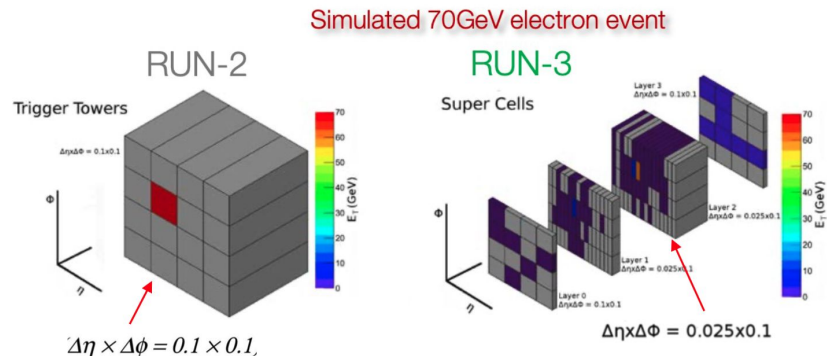 Simulated 70GeV electron event
RUN-2
RUN-3
Trigger Towers
ΔηxΔΦ = 0.1x0.1
Φ
η
70
60
50
40
30
20
10
0
E_T (GeV)
Δη × Δϕ = 0.1 × 0.1,
Super Cells
Layer 3
ΔηxΔΦ = 0.1x0.1
Φ
η
Layer 0
ΔηxΔΦ = 0.1x0.1
Layer 1
ΔηxΔΦ = 0.025x0.1
Layer 2
ΔηxΔΦ = 0.025x0.1
70
60
50
40
30
20
10
0
E_T (GeV)
ΔηxΔΦ = 0.025x0.1